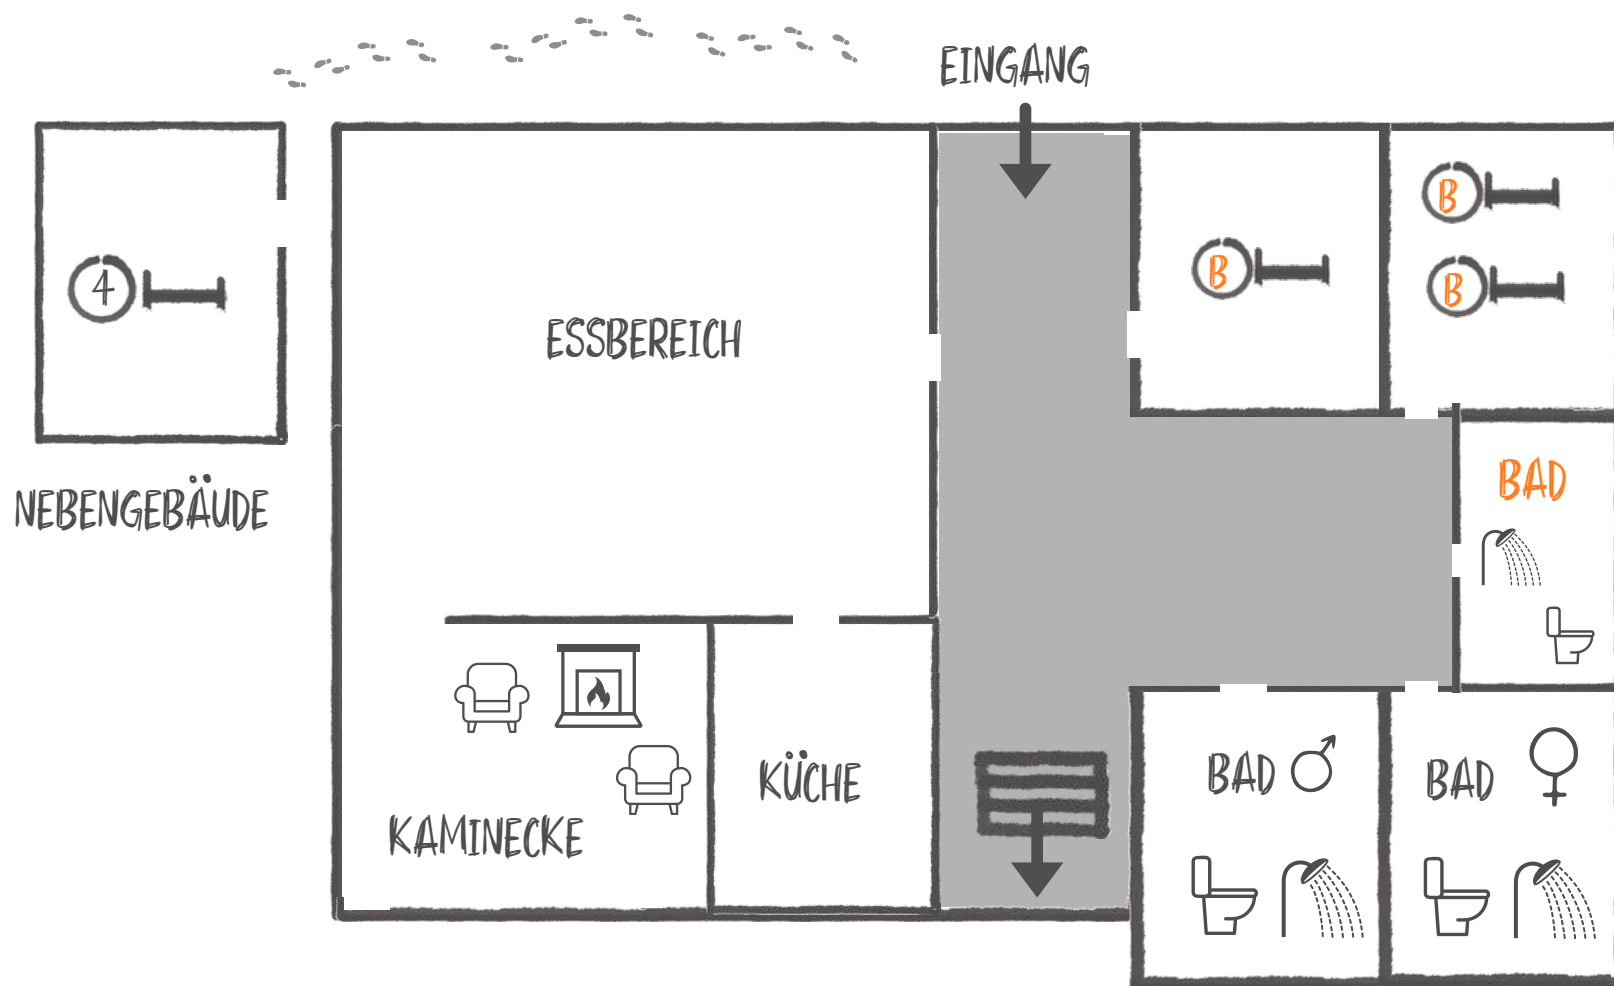 EINGANG
B
B
B
4
ESSBEREICH
BAD
NEBENGEBÄUDE
KÜCHE
BAD
BAD
KAMINECKE